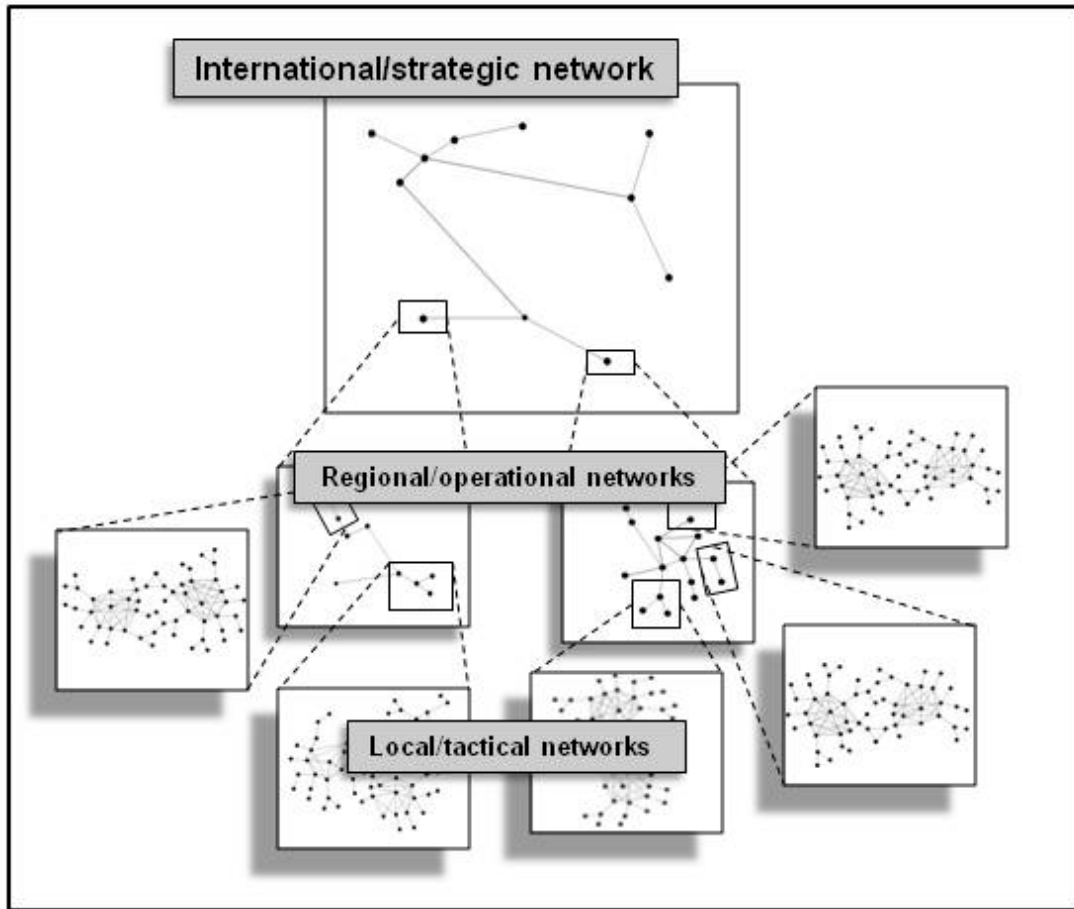 International/strategic network
Regional/operational networks
Local/tactical networks